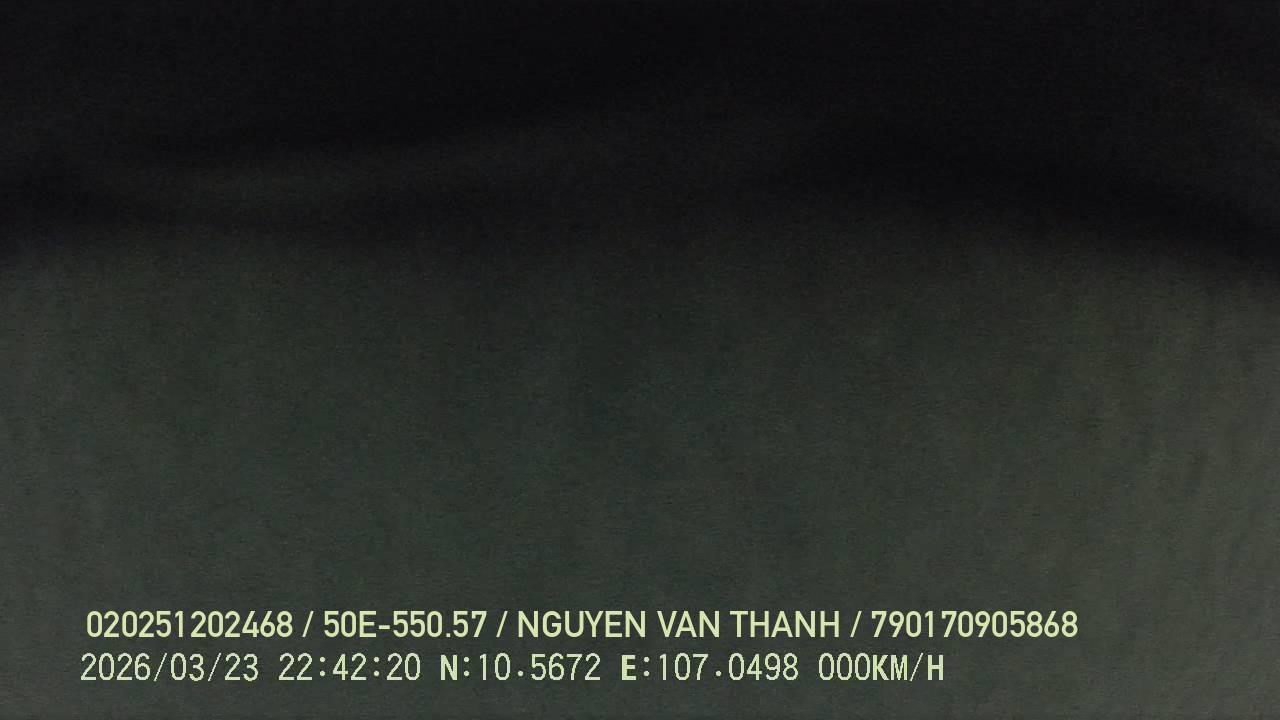 020251202468 / 50E-550.57 / NGUYEN VAN THANH / 790170905868
2026/03/23 22:42:20 N:10.5672 E:107.0498 000KM/H